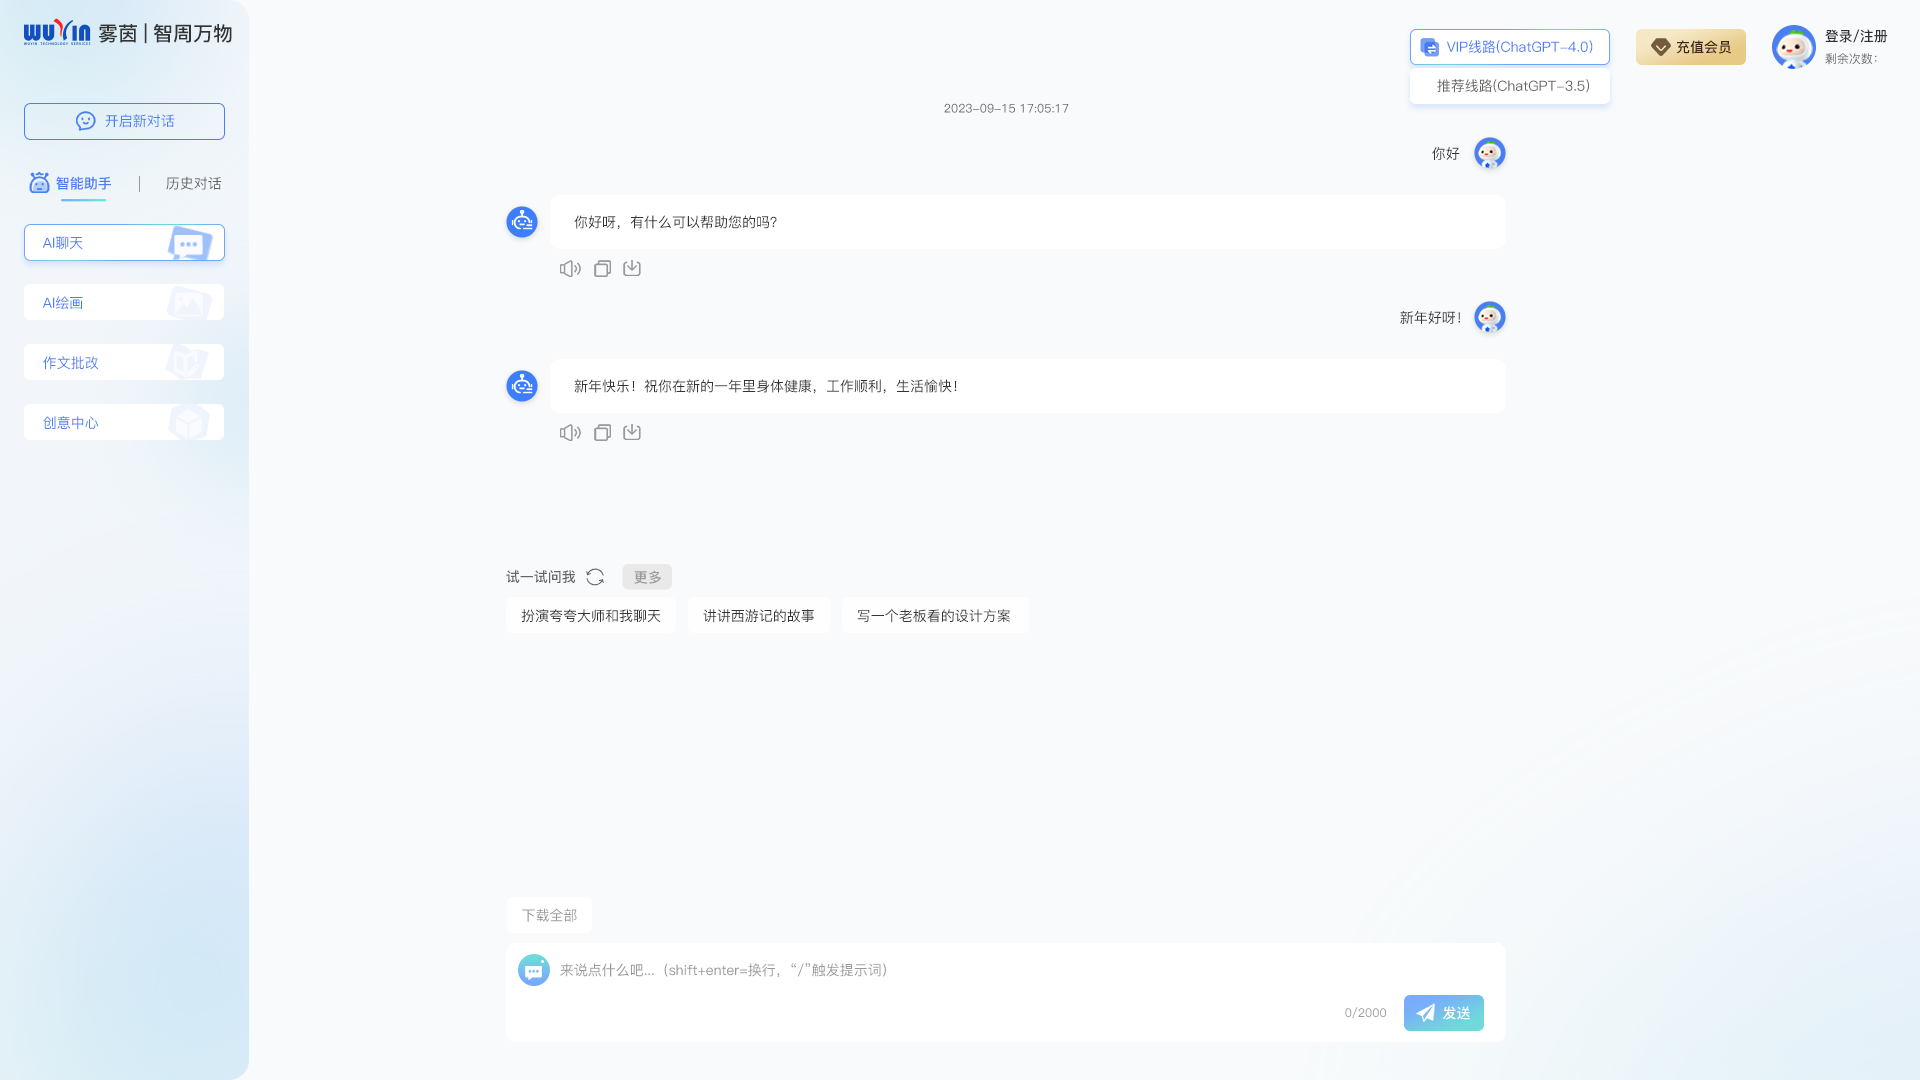 WUYIN 雾茵 | 智周万物
WUYIN TECHNOLOGY SERVICES
开启新对话
智能助手 | 历史对话
AI聊天
AI绘画
作文批改
创意中心
VIP线路(ChatGPT-4.0)
推荐线路(ChatGPT-3.5)
充值会员
登录/注册
剩余次数:
2023-09-15 17:05:17
你好
你好呀，有什么可以帮助您的吗?
新年好呀！
新年快乐！祝你在新的一年里身体健康，工作顺利，生活愉快！
试一试问我 更多
扮演夸夸大师和我聊天 讲讲西游记的故事 写一个老板看的设计方案
下载全部
来说点什么吧...（shift+enter=换行，“/”触发提示词）
0/2000 发送